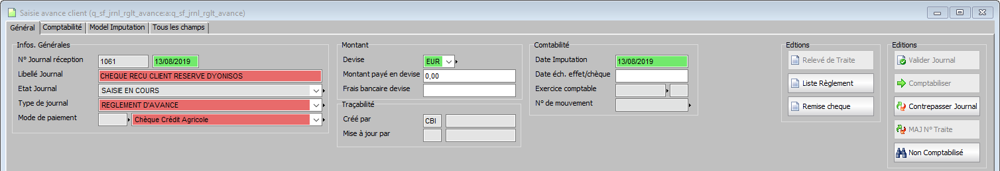 Saisie avance client (q_sf_jrnl_rglt_avance:a:q_sf_jrnl_rglt_avance)
Général Comptabilité Model Imputation Tous les champs
Infos. Générales
N° Journal réception 1061 13/08/2019
Libellé Journal CHEQUE RECU CLIENT RESERVE DYONISOS
Etat Journal SAISIE EN COURS
Type de journal REGLEMENT D'AVANCE
Mode de paiement Chèque Crédit Agricole
Montant
Devise EUR
Montant payé en devise 0,00
Frais bancaire devise
Traçabilité
Créé par CBI
Mise à jour par
Comtabilité
Date Imputation 13/08/2019
Date éch. effet/chèque
Exercice comptable
N° de mouvement
Edtions
Relevé de Traite
Liste Règlement
Remise cheque
Editions
Valider Journal
Comptabiliser
Contrepasser Journal
MAJ N° Traite
Non Comptabilisé